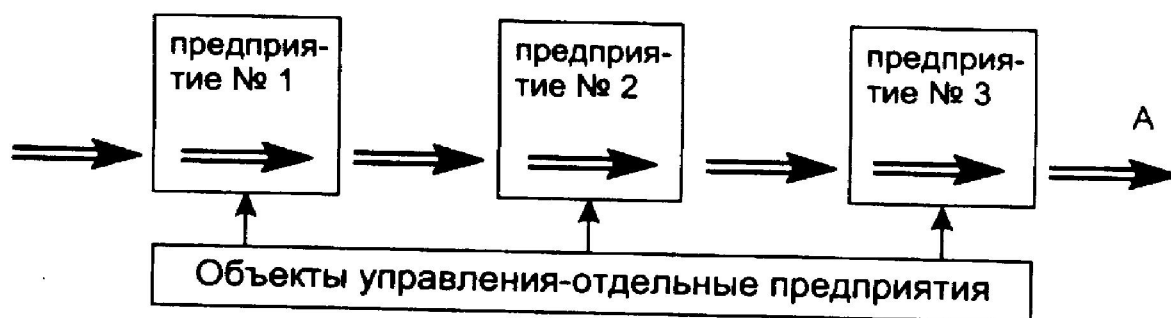 предприя-
тие № 1
предприя-
тие № 2
предприя-
тие № 3
А
Объекты управления-отдельные предприятия